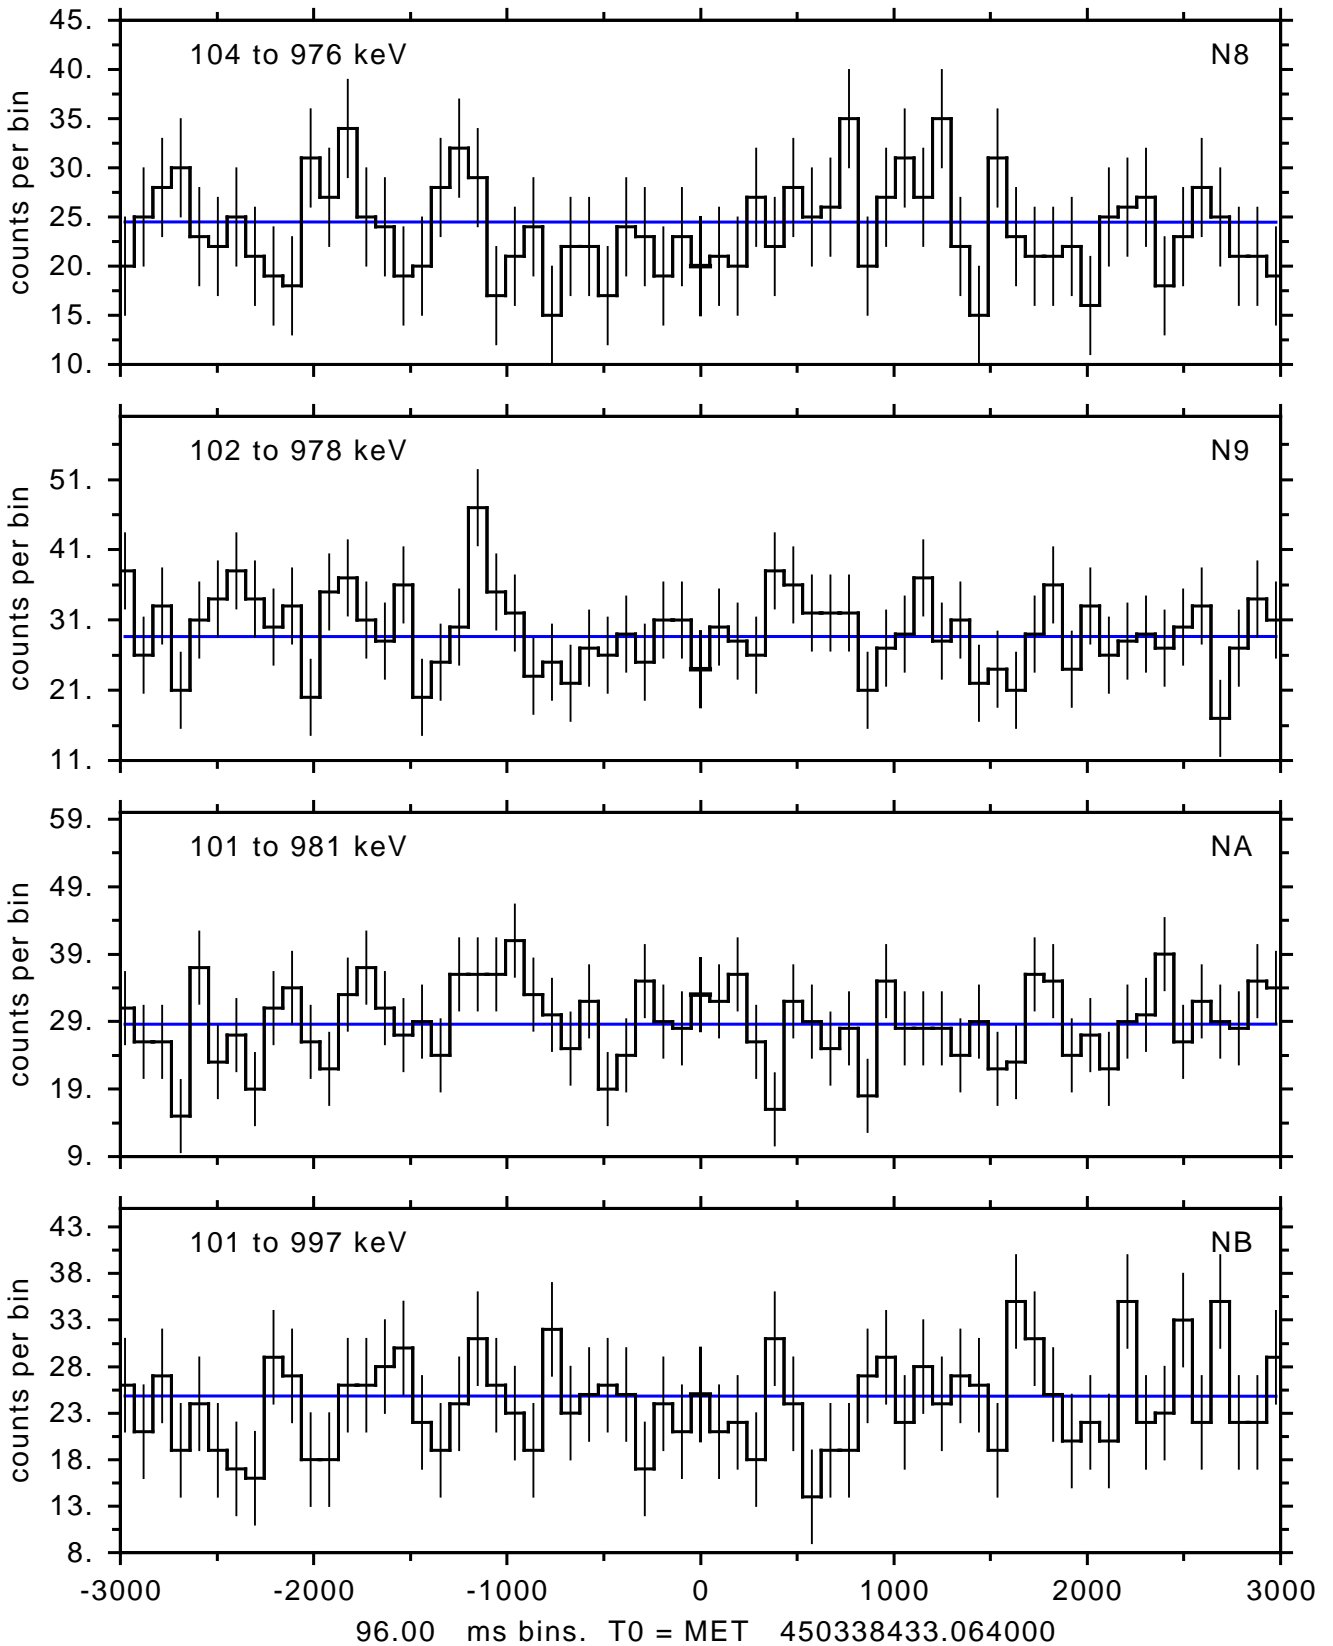 45.
104 to 976 keV N8
40.
35.
30.
25.
20.
15.
10.
counts per bin
102 to 978 keV N9
51.
41.
31.
21.
11.
counts per bin
59.
101 to 981 keV NA
49.
39.
29.
19.
9.
counts per bin
43.
101 to 997 keV NB
38.
33.
28.
23.
18.
13.
8.
counts per bin
-3000 -2000 -1000 0 1000 2000 3000
96.00 ms bins. T0 = MET 450338433.064000